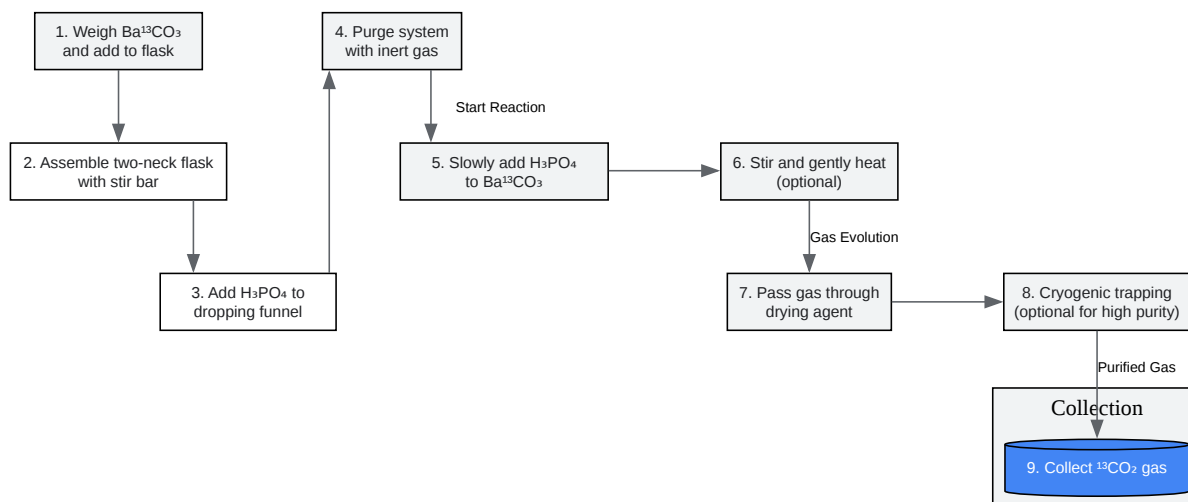 1. Weigh Ba¹³CO₃
and add to flask
2. Assemble two-neck flask
with stir bar
3. Add H₃PO₄ to
dropping funnel
4. Purge system
with inert gas
Start Reaction
5. Slowly add H₃PO₄
to Ba¹³CO₃
6. Stir and gently heat
(optional)
Gas Evolution
7. Pass gas through
drying agent
8. Cryogenic trapping
(optional for high purity)
Purified Gas
Collection
9. Collect ¹³CO₂ gas